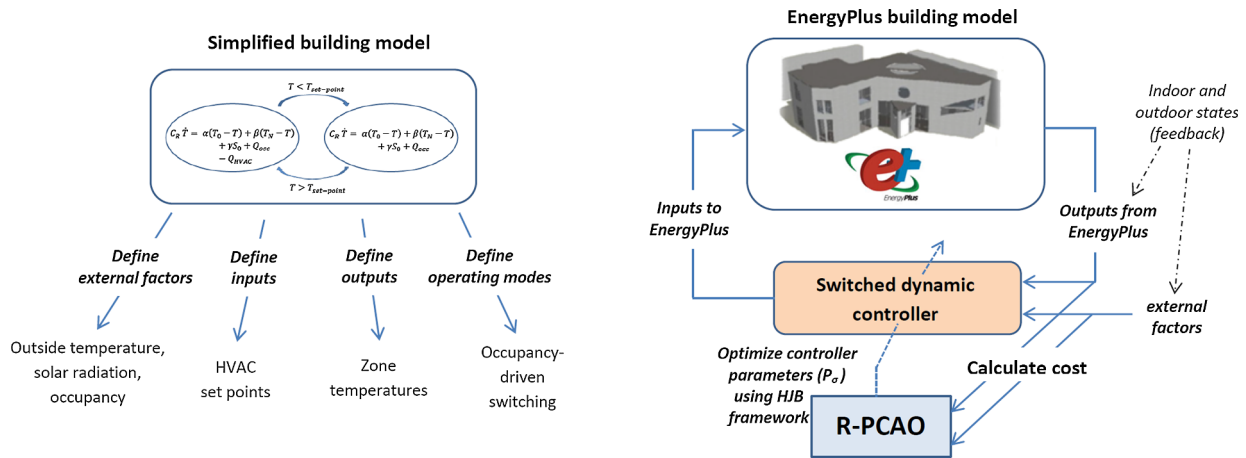 Simplified building model
T < T_set-point
C_R Ṫ = α(T_0 − T) + β(T_N − T)
+ γS_0 + Q_occ
− Q_HVAC
C_R Ṫ = α(T_0 − T) + β(T_N − T)
+ γS_0 + Q_occ
T > T_set-point
Define
external factors
Define
inputs
Define
outputs
Define
operating modes
Outside temperature,
solar radiation,
occupancy
HVAC
set points
Zone
temperatures
Occupancy-
driven
switching
EnergyPlus building model
e+
EnergyPlus
Indoor and
outdoor states
(feedback)
Inputs to
EnergyPlus
Outputs from
EnergyPlus
Switched dynamic
controller
external
factors
Optimize controller
parameters (P_σ)
using HJB
framework
Calculate cost
R-PCAO